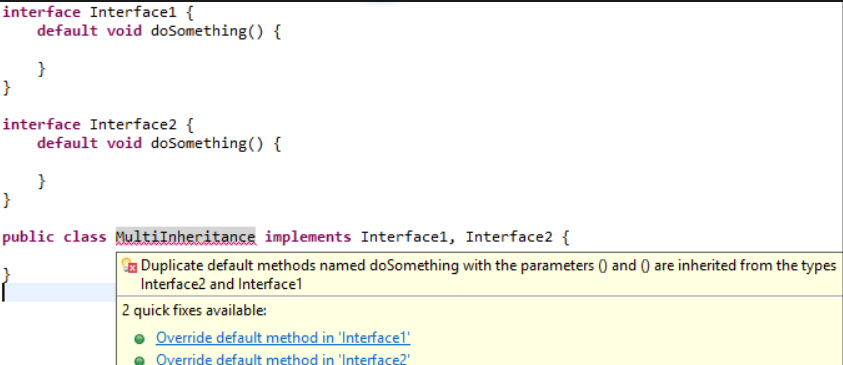 interface Interface1 {
default void doSomething() {
}
}
interface Interface2 {
default void doSomething() {
}
}
public class MultiInheritance implements Interface1, Interface2 {
}
Duplicate default methods named doSomething with the parameters () and () are inherited from the types
Interface2 and Interface1
2 quick fixes available:
Override default method in 'Interface1'
Override default method in 'Interface2'